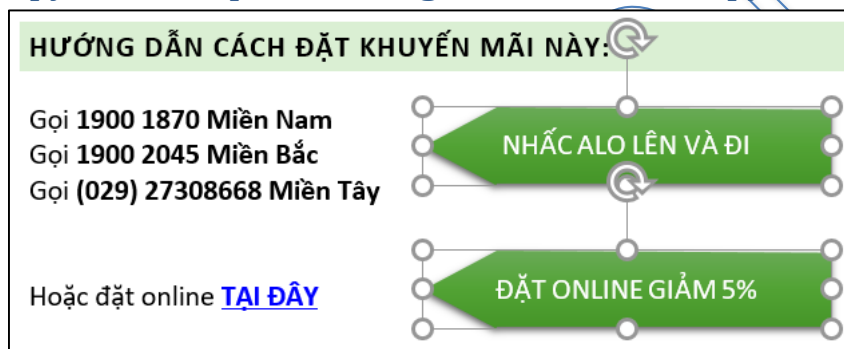 HƯỚNG DẪN CÁCH ĐẶT KHUYẾN MÃI NÀY:
Gọi 1900 1870 Miền Nam
Gọi 1900 2045 Miền Bắc
Gọi (029) 27308668 Miền Tây
NHẤC ALO LÊN VÀ ĐI
Hoặc đặt online TẠI ĐÂY
ĐẶT ONLINE GIẢM 5%